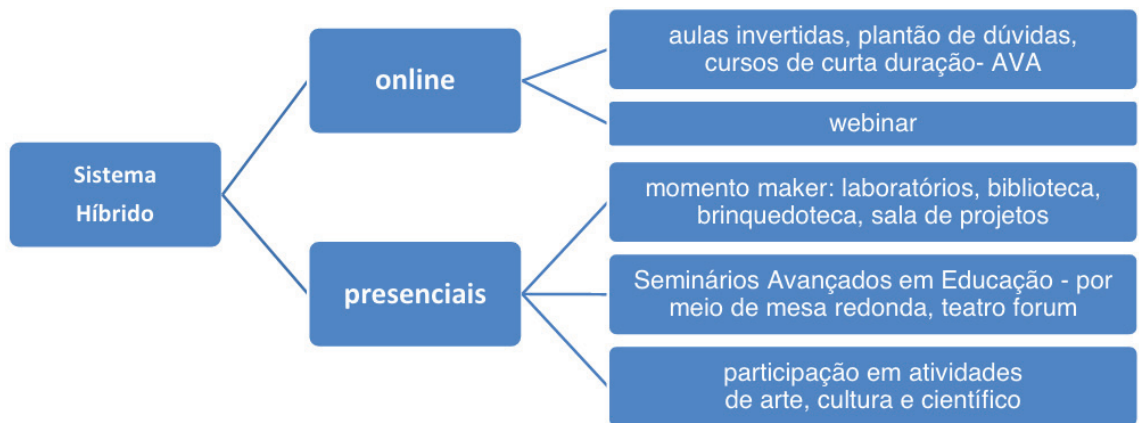 Sistema
Híbrido
online
aulas invertidas, plantão de dúvidas,
cursos de curta duração- AVA
webinar
presenciais
momento maker: laboratórios, biblioteca,
brinquedoteca, sala de projetos
Seminários Avançados em Educação - por
meio de mesa redonda, teatro forum
participação em atividades
de arte, cultura e científico